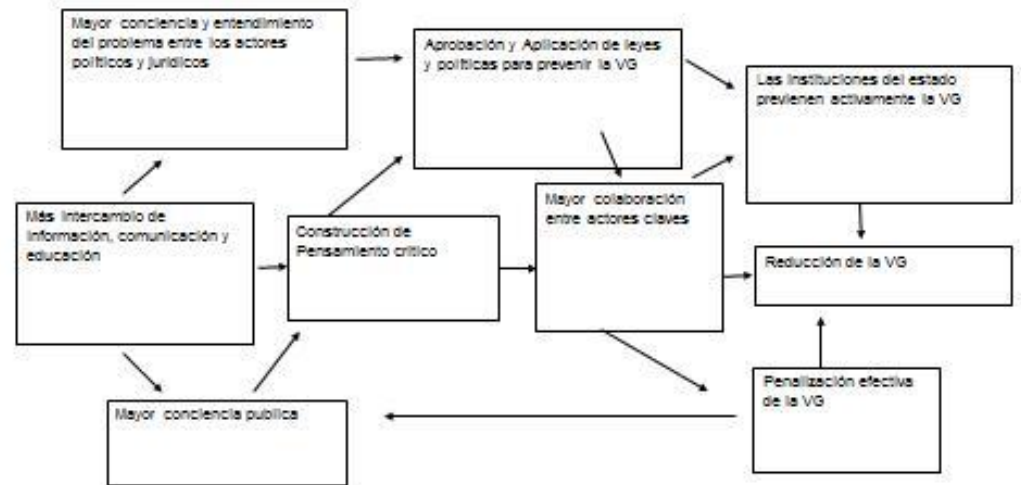 Mayor conciencia y entendimiento
del problema entre los actores
políticos y jurídicos
Aprobación y Aplicación de leyes
y políticas para prevenir la VG
Las instituciones del estado
previenen activamente la VG
Más intercambio de
información, comunicación y
educación
Construcción de
Pensamiento crítico
Mayor colaboración
entre actores claves
Reducción de la VG
Mayor conciencia publica
Penalización efectiva
de la VG